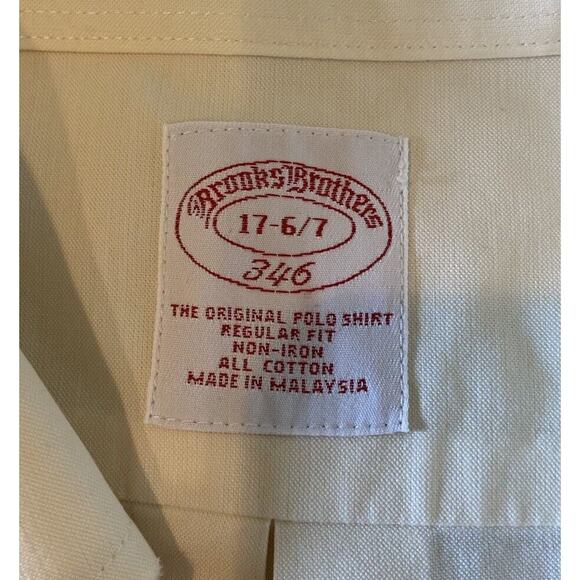 Brooks Brothers
17-6/7
346
THE ORIGINAL POLO SHIRT
REGULAR FIT
NON-IRON
ALL COTTON
MADE IN MALAYSIA